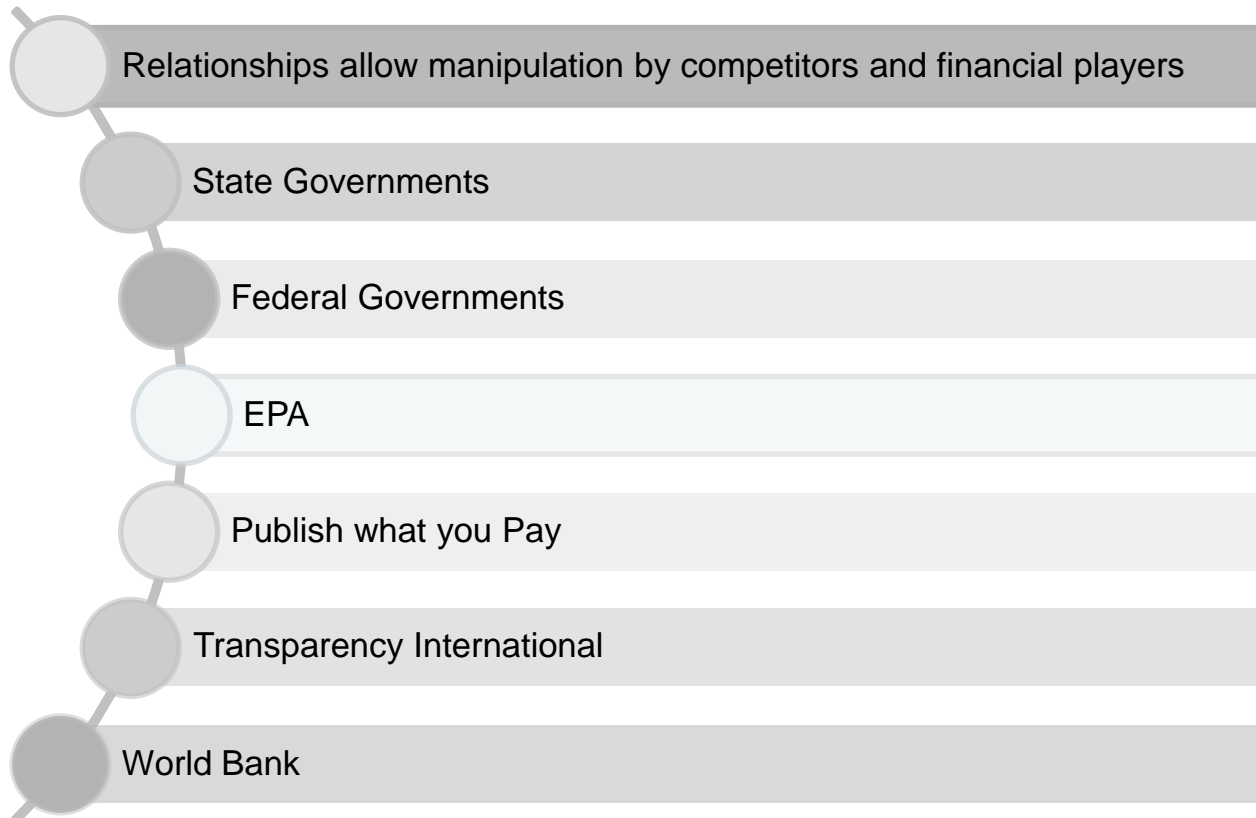 Relationships allow manipulation by competitors and financial players
State Governments
Federal Governments
EPA
Publish what you Pay
Transparency International
World Bank